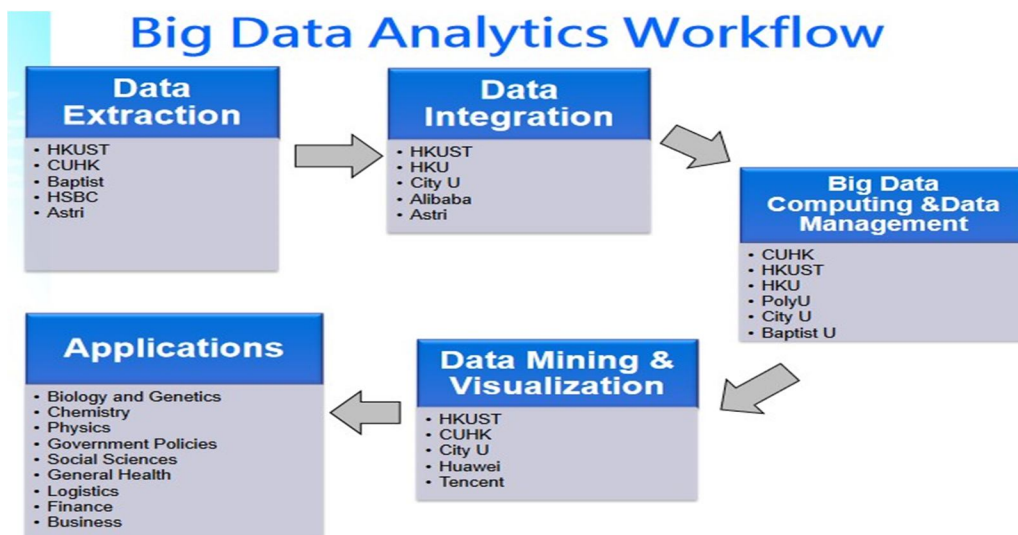 Big Data Analytics Workflow
Data
Extraction
• HKUST
• CUHK
• Baptist
• HSBC
• Astri
Data
Integration
• HKUST
• HKU
• City U
• Alibaba
• Astri
Big Data
Computing &Data
Management
• CUHK
• HKUST
• HKU
• PolyU
• City U
• Baptist U
Data Mining &
Visualization
• HKUST
• CUHK
• City U
• Huawei
• Tencent
Applications
• Biology and Genetics
• Chemistry
• Physics
• Government Policies
• Social Sciences
• General Health
• Logistics
• Finance
• Business